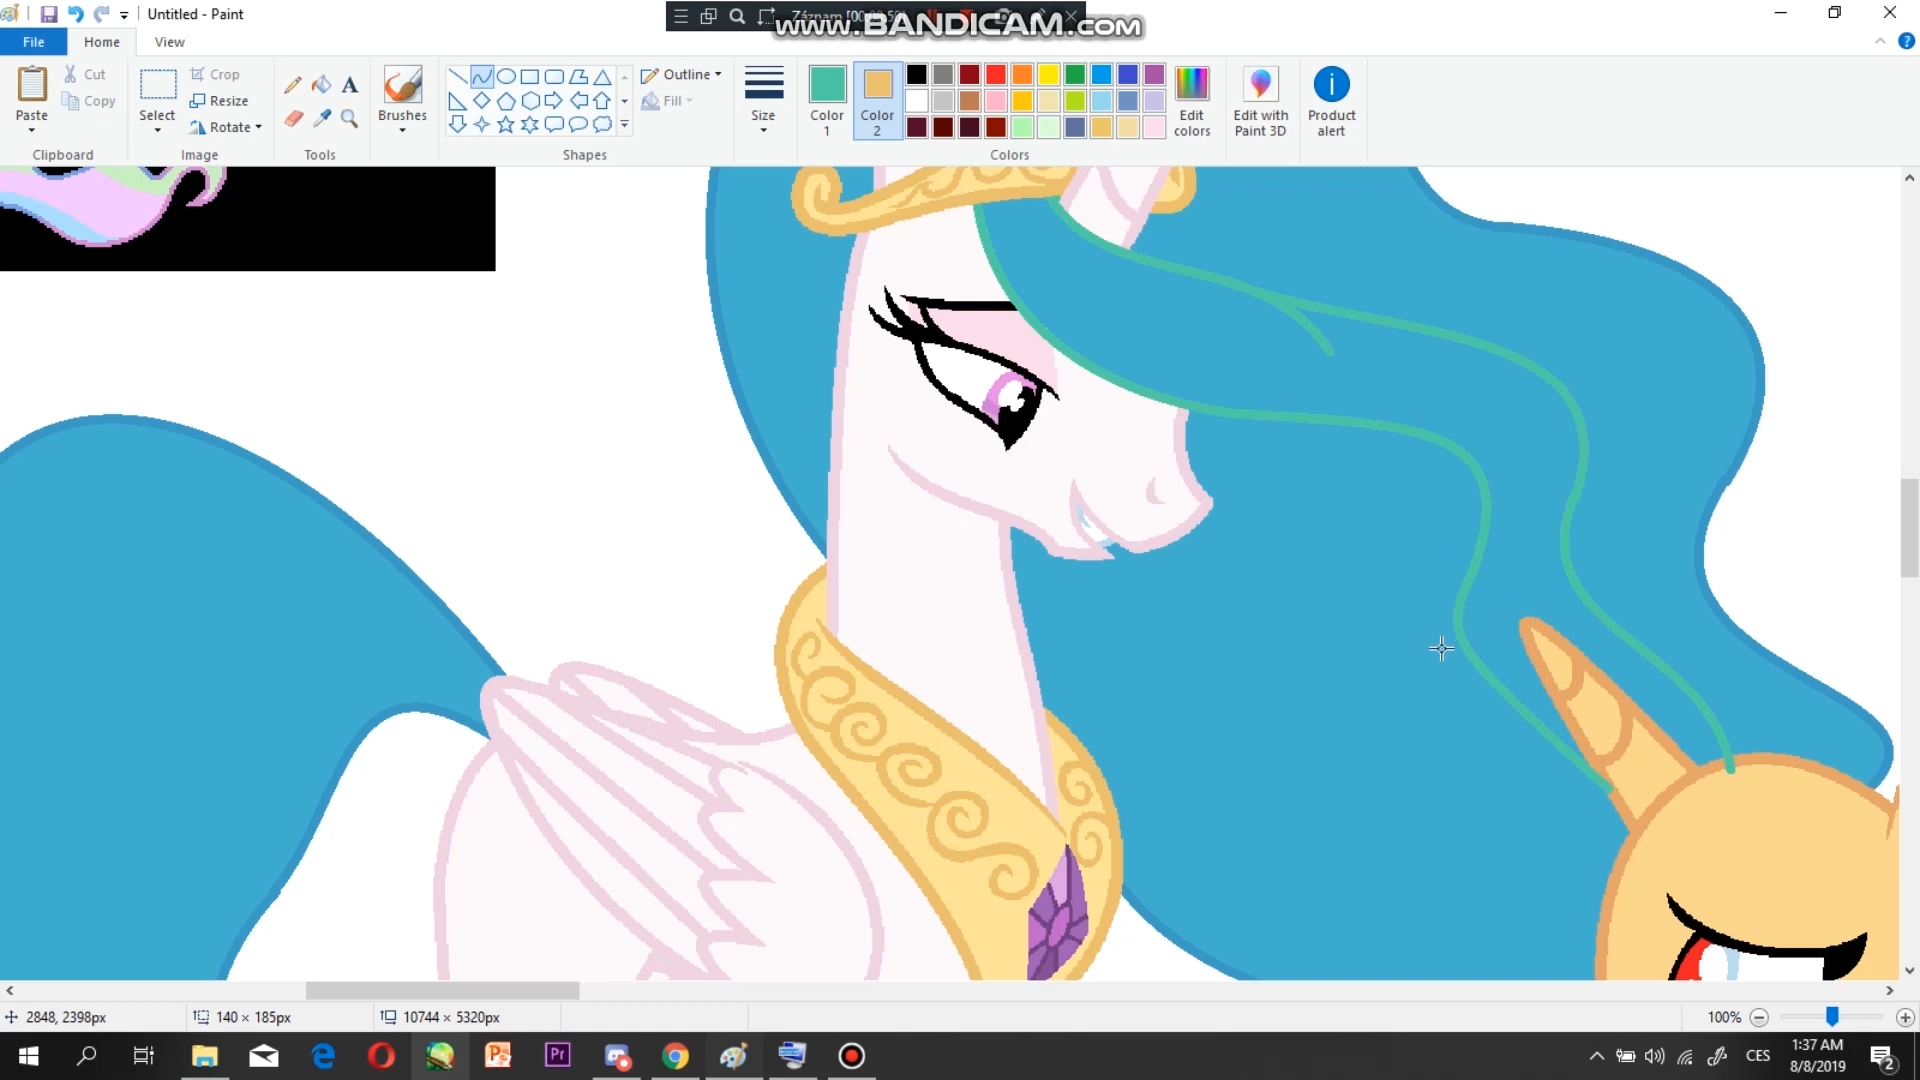 Untitled - Paint
www.BANDICAM.com
File
Home
View
Paste
Cut
Copy
Clipboard
Select
Crop
Resize
Rotate
Image
A
Tools
Brushes
Shapes
Outline
Fill
Size
Color 1
Color 2
Colors
Edit colors
Edit with Paint 3D
Product alert
2848, 2398px
140 × 185px
10744 × 5320px
100%
Pr
CES
1:37 AM
8/8/2019
2